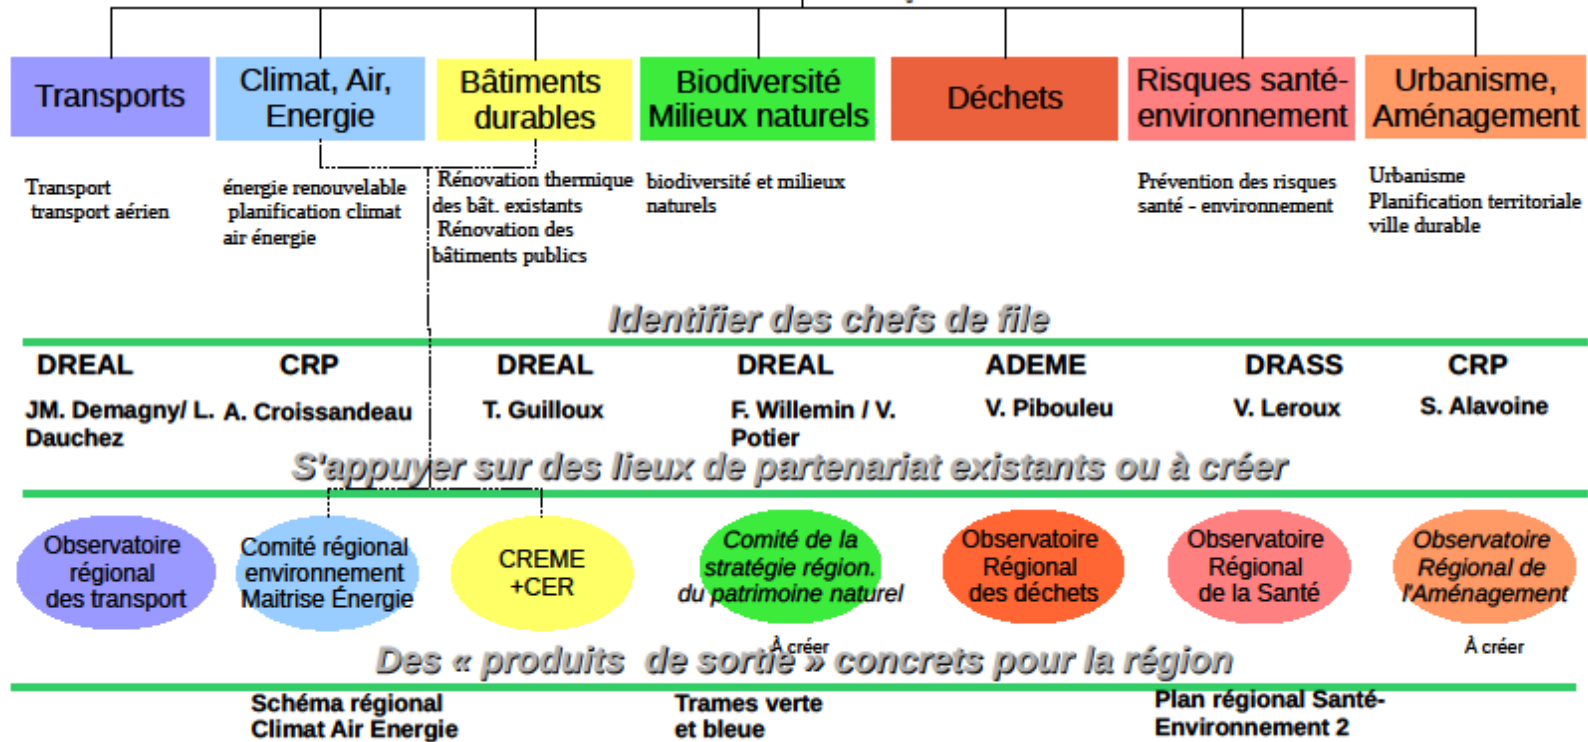 Transports
Climat, Air,
Energie
Bâtiments
durables
Biodiversité
Milieux naturels
Déchets
Risques santé-
environnement
Urbanisme,
Aménagement
Transport
transport aérien
énergie renouvelable
planification climat
air énergie
Rénovation thermique
des bât. existants
Rénovation des
bâtiments publics
biodiversité et milieux
naturels
Prévention des risques
santé - environnement
Urbanisme
Planification territoriale
ville durable
Identifier des chefs de file
DREAL
CRP
DREAL
DREAL
ADEME
DRASS
CRP
JM. Demagny/ L.
Dauchez
A. Croissandeau
T. Guilloux
F. Willemin / V.
Potier
V. Pibouleu
V. Leroux
S. Alavoine
S'appuyer sur des lieux de partenariat existants ou à créer
Observatoire
régional
des transport
Comité régional
environnement
Maitrise Énergie
CREME
+CER
Comité de la
stratégie région.
du patrimoine naturel
Observatoire
Régional
des déchets
Observatoire
Régional
de la Santé
Observatoire
Régional de
l'Aménagement
À créer
À créer
Des « produits de sortie » concrets pour la région
Schéma régional
Climat Air Energie
Trames verte
et bleue
Plan régional Santé-
Environnement 2